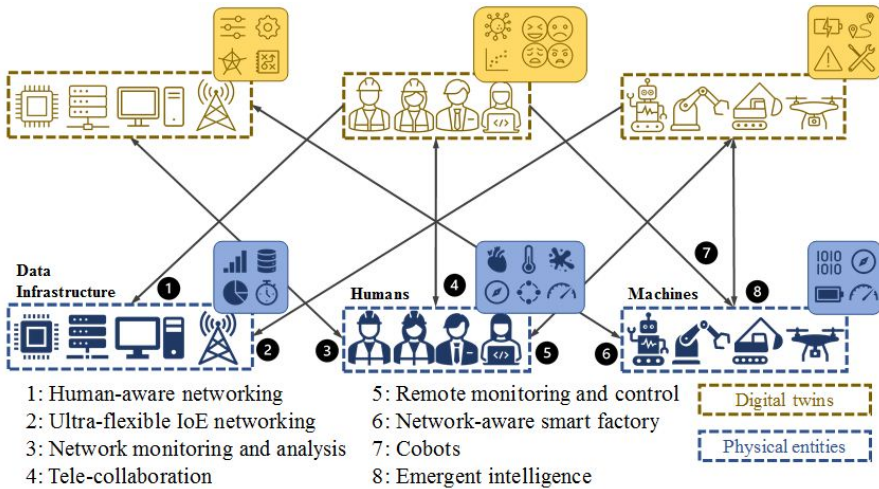 Data
Infrastructure
Humans
Machines
1010
1010
1
2
3
4
5
6
7
8
1: Human-aware networking
2: Ultra-flexible IoE networking
3: Network monitoring and analysis
4: Tele-collaboration
5: Remote monitoring and control
6: Network-aware smart factory
7: Cobots
8: Emergent intelligence
Digital twins
Physical entities